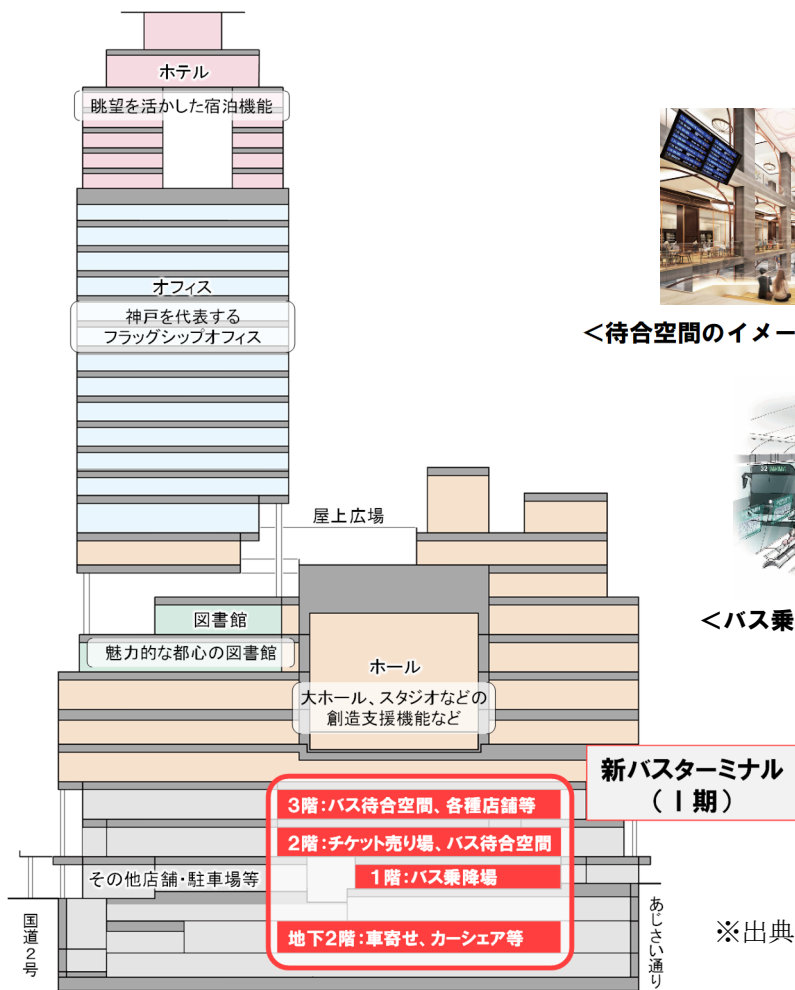 ホテル
眺望を活かした宿泊機能
オフィス
神戸を代表する
フラッグシップオフィス
＜待合空間のイメー
32
屋上広場
図書館
魅力的な都心の図書館
＜バス乗
ホール
大ホール、スタジオなどの
創造支援機能など
新バスターミナル
（Ⅰ期）
3階：バス待合空間、各種店舗等
2階：チケット売り場、バス待合空間
1階：バス乗降場
その他店舗・駐車場等
地下2階：車寄せ、カーシェア等
国道2号
あじさい通り
※出典